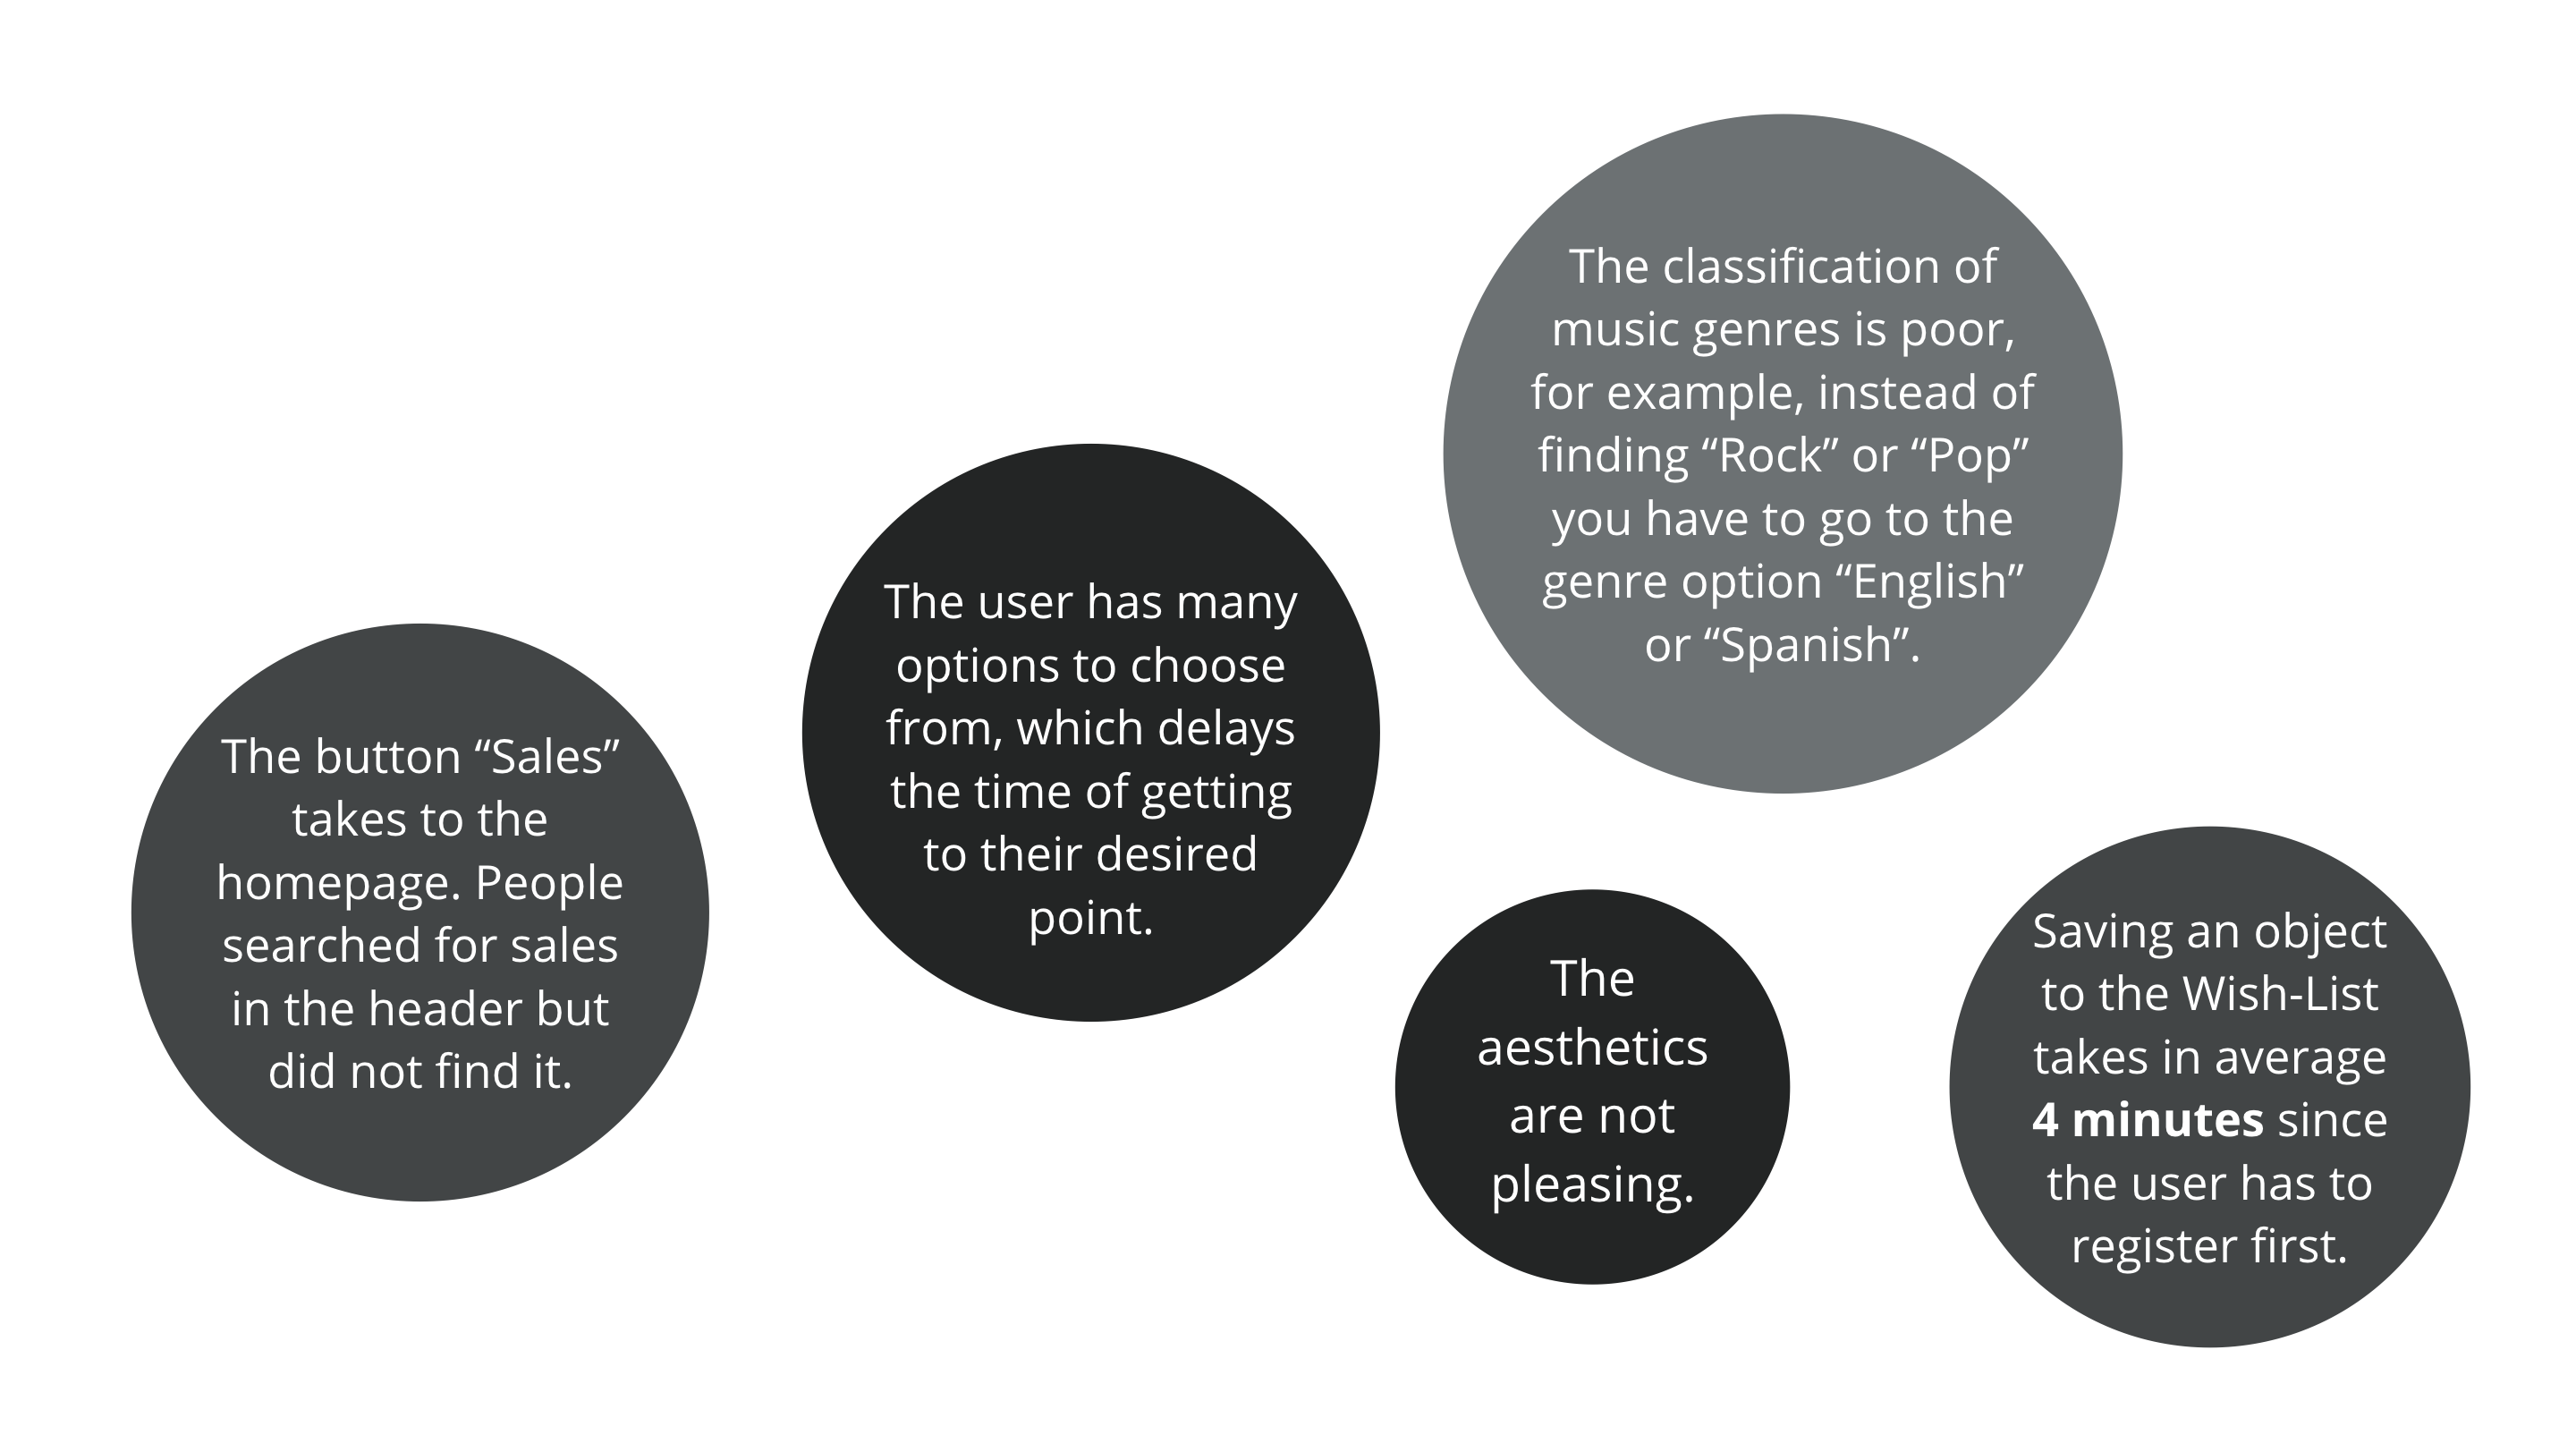 The button “Sales”
takes to the
homepage. People
searched for sales
in the header but
did not find it.
The user has many
options to choose
from, which delays
the time of getting
to their desired
point.
The classification of
music genres is poor,
for example, instead of
finding “Rock” or “Pop”
you have to go to the
genre option “English”
or “Spanish”.
The
aesthetics
are not
pleasing.
Saving an object
to the Wish-List
takes in average
4 minutes since
the user has to
register first.